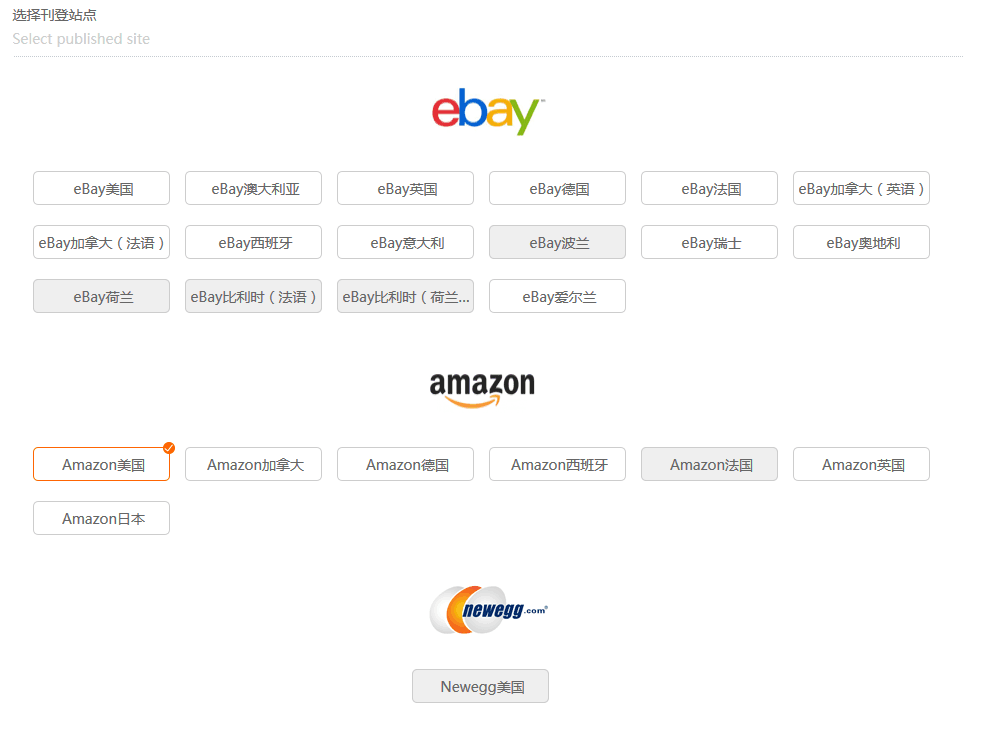 选择刊登站点
Select published site
ebay™
eBay美国 eBay澳大利亚 eBay英国 eBay德国 eBay法国 eBay加拿大（英语）
eBay加拿大（法语） eBay西班牙 eBay意大利 eBay波兰 eBay瑞士 eBay奥地利
eBay荷兰 eBay比利时（法语） eBay比利时（荷兰... eBay爱尔兰
amazon
Amazon美国 Amazon加拿大 Amazon德国 Amazon西班牙 Amazon法国 Amazon英国
Amazon日本
newegg.com®
Newegg美国